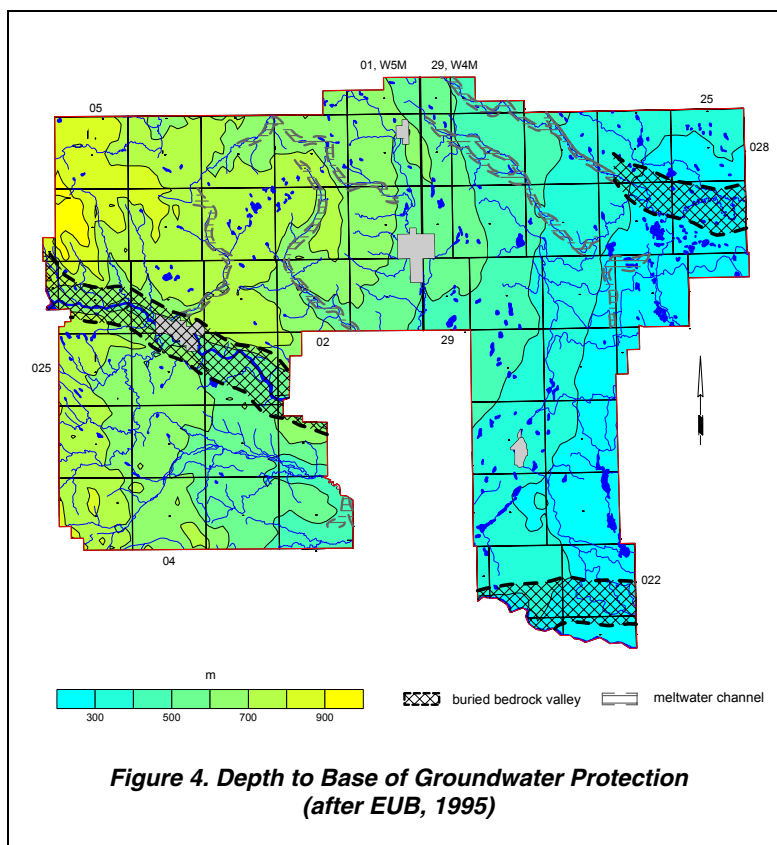 01, W5M 29, W4M
05 25
028
02 29
025
04
022
m
300 500 700 900
buried bedrock valley meltwater channel
Figure 4. Depth to Base of Groundwater Protection
(after EUB, 1995)